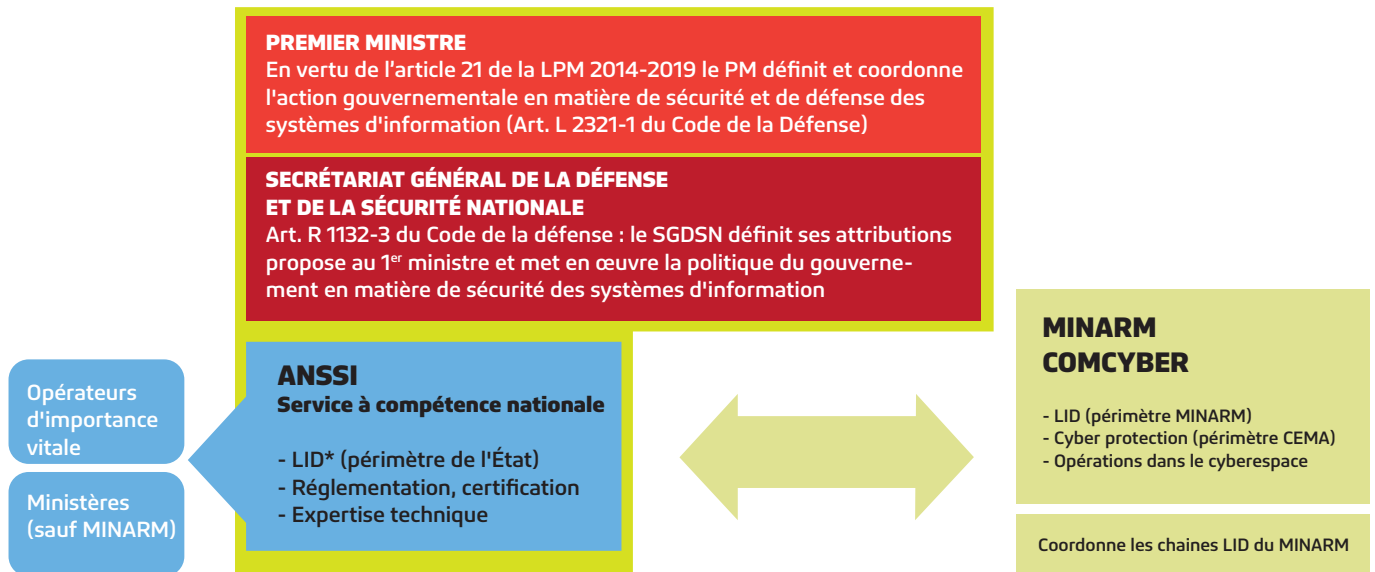 PREMIER MINISTRE
En vertu de l'article 21 de la LPM 2014-2019 le PM définit et coordonne
l'action gouvernementale en matière de sécurité et de défense des
systèmes d'information (Art. L 2321-1 du Code de la Défense)
SECRÉTARIAT GÉNÉRAL DE LA DÉFENSE
ET DE LA SÉCURITÉ NATIONALE
Art. R 1132-3 du Code de la défense : le SGDSN définit ses attributions
propose au 1er ministre et met en œuvre la politique du gouverne-
ment en matière de sécurité des systèmes d'information
Opérateurs
d'importance
vitale
Ministères
(sauf MINARM)
ANSSI
Service à compétence nationale
- LID* (périmètre de l'État)
- Réglementation, certification
- Expertise technique
MINARM
COMCYBER
- LID (périmètre MINARM)
- Cyber protection (périmètre CEMA)
- Opérations dans le cyberespace
Coordonne les chaines LID du MINARM